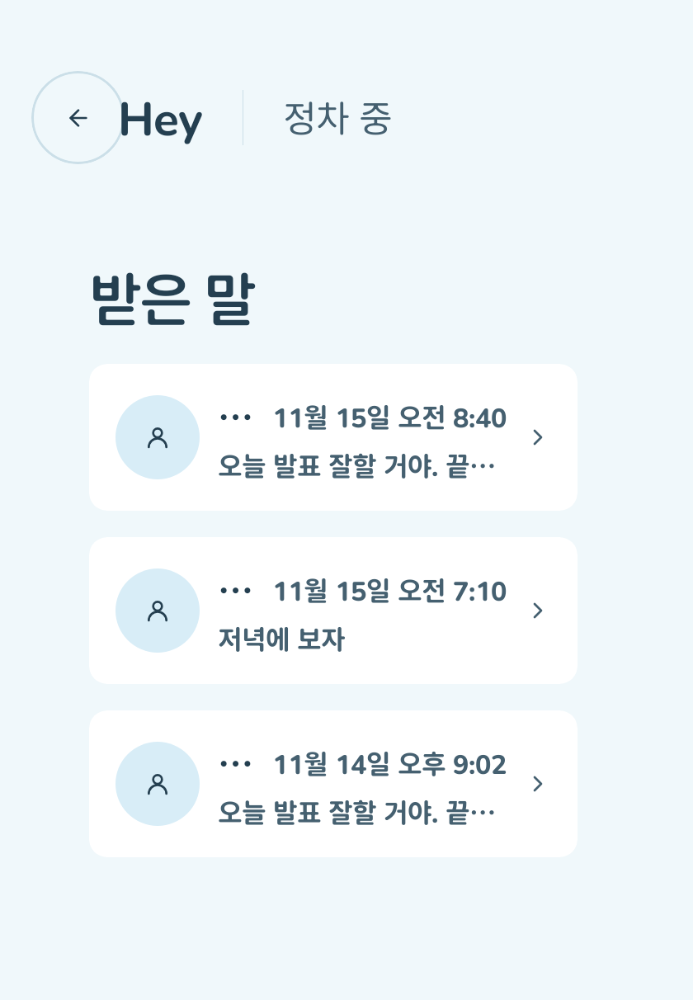 Hey 정차 중
받은 말
··· 11월 15일 오전 8:40
오늘 발표 잘할 거야. 끝···
··· 11월 15일 오전 7:10
저녁에 보자
··· 11월 14일 오후 9:02
오늘 발표 잘할 거야. 끝···